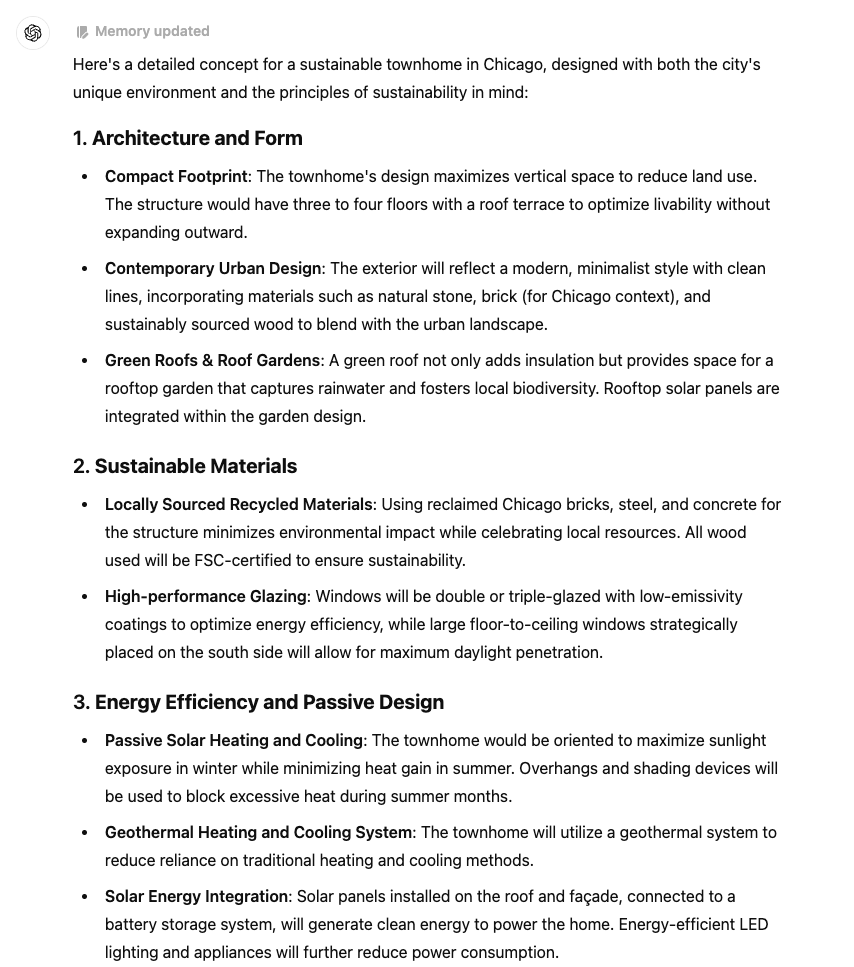 Memory updated
Here's a detailed concept for a sustainable townhome in Chicago, designed with both the city's
unique environment and the principles of sustainability in mind:
1. Architecture and Form
• Compact Footprint: The townhome's design maximizes vertical space to reduce land use.
The structure would have three to four floors with a roof terrace to optimize livability without
expanding outward.
• Contemporary Urban Design: The exterior will reflect a modern, minimalist style with clean
lines, incorporating materials such as natural stone, brick (for Chicago context), and
sustainably sourced wood to blend with the urban landscape.
• Green Roofs & Roof Gardens: A green roof not only adds insulation but provides space for a
rooftop garden that captures rainwater and fosters local biodiversity. Rooftop solar panels are
integrated within the garden design.
2. Sustainable Materials
• Locally Sourced Recycled Materials: Using reclaimed Chicago bricks, steel, and concrete for
the structure minimizes environmental impact while celebrating local resources. All wood
used will be FSC-certified to ensure sustainability.
• High-performance Glazing: Windows will be double or triple-glazed with low-emissivity
coatings to optimize energy efficiency, while large floor-to-ceiling windows strategically
placed on the south side will allow for maximum daylight penetration.
3. Energy Efficiency and Passive Design
• Passive Solar Heating and Cooling: The townhome would be oriented to maximize sunlight
exposure in winter while minimizing heat gain in summer. Overhangs and shading devices will
be used to block excessive heat during summer months.
• Geothermal Heating and Cooling System: The townhome will utilize a geothermal system to
reduce reliance on traditional heating and cooling methods.
• Solar Energy Integration: Solar panels installed on the roof and façade, connected to a
battery storage system, will generate clean energy to power the home. Energy-efficient LED
lighting and appliances will further reduce power consumption.